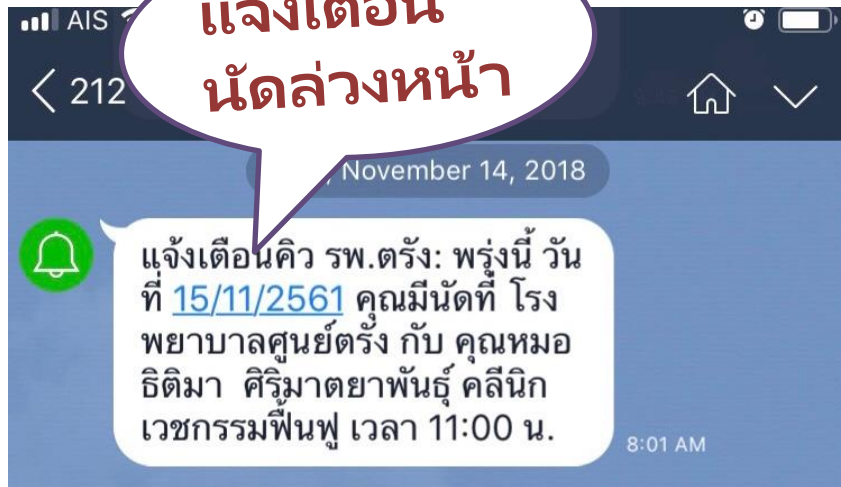 AIS
แจ้งเตือน
นัดล่วงหน้า
212
November 14, 2018
แจ้งเตือนคิว รพ.ตรัง: พรุ่งนี้ วัน
ที่ 15/11/2561 คุณมีนัดที่ โรง
พยาบาลศูนย์ตรัง กับ คุณหมอ
ธิติมา ศิริมาตยาพันธุ์ คลีนิก
เวชกรรมฟื้นฟู เวลา 11:00 น.
8:01 AM